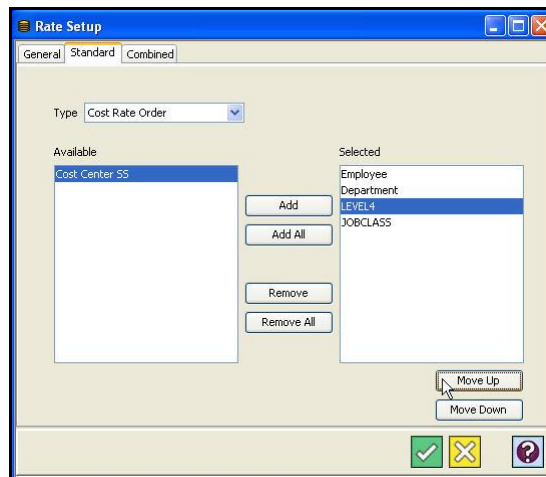 Rate Setup
General Standard Combined
Type Cost Rate Order
Available
Cost Center SS
Add
Add All
Remove
Remove All
Selected
Employee
Department
LEVEL4
JOBCLASS
Move Up
Move Down
?